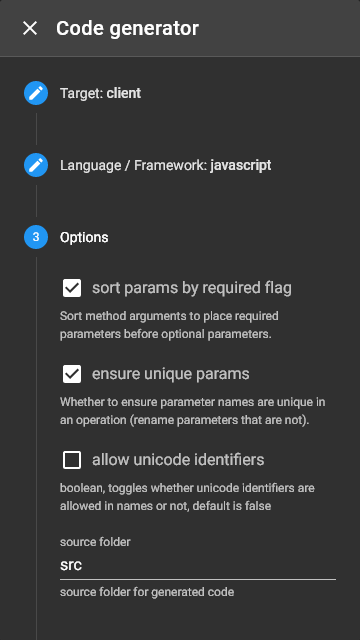 Code generator
Target: client
Language / Framework: javascript
3 Options
sort params by required flag
Sort method arguments to place required
parameters before optional parameters.
ensure unique params
Whether to ensure parameter names are unique in
an operation (rename parameters that are not).
allow unicode identifiers
boolean, toggles whether unicode identifiers are
allowed in names or not, default is false
source folder
src
source folder for generated code